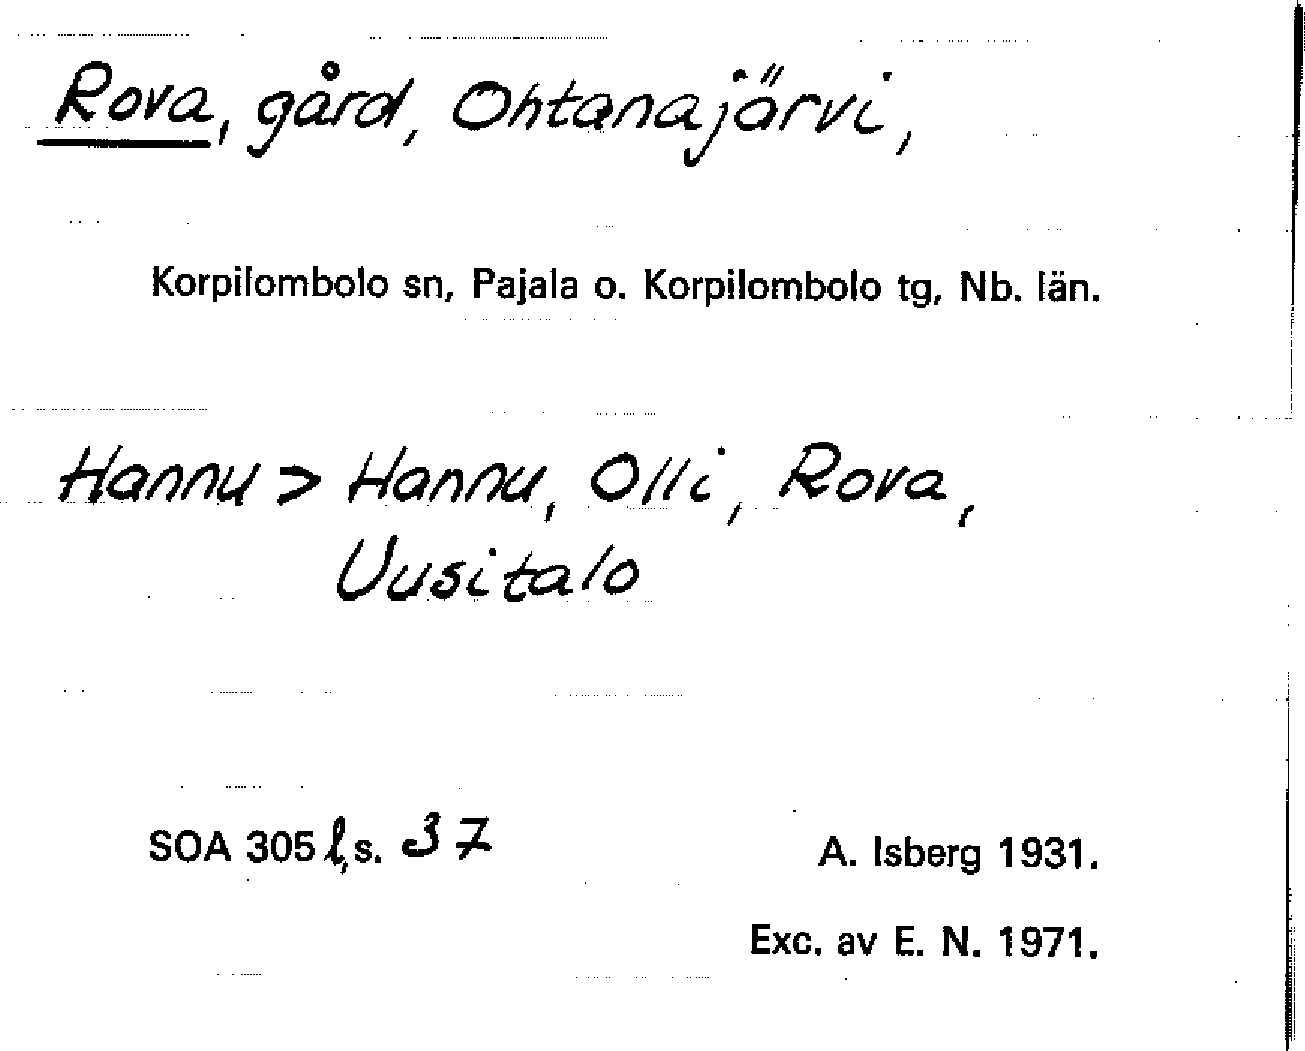 Rova, gård, Ohtanajärvi,
Korpilombolo sn, Pajala o. Korpilombolo tg, Nb. län.
Hannu > Hannu, Olli, Rova,
Uusitalo
SOA 305 l, s. 37
A. Isberg 1931.
Exc. av E. N. 1971.